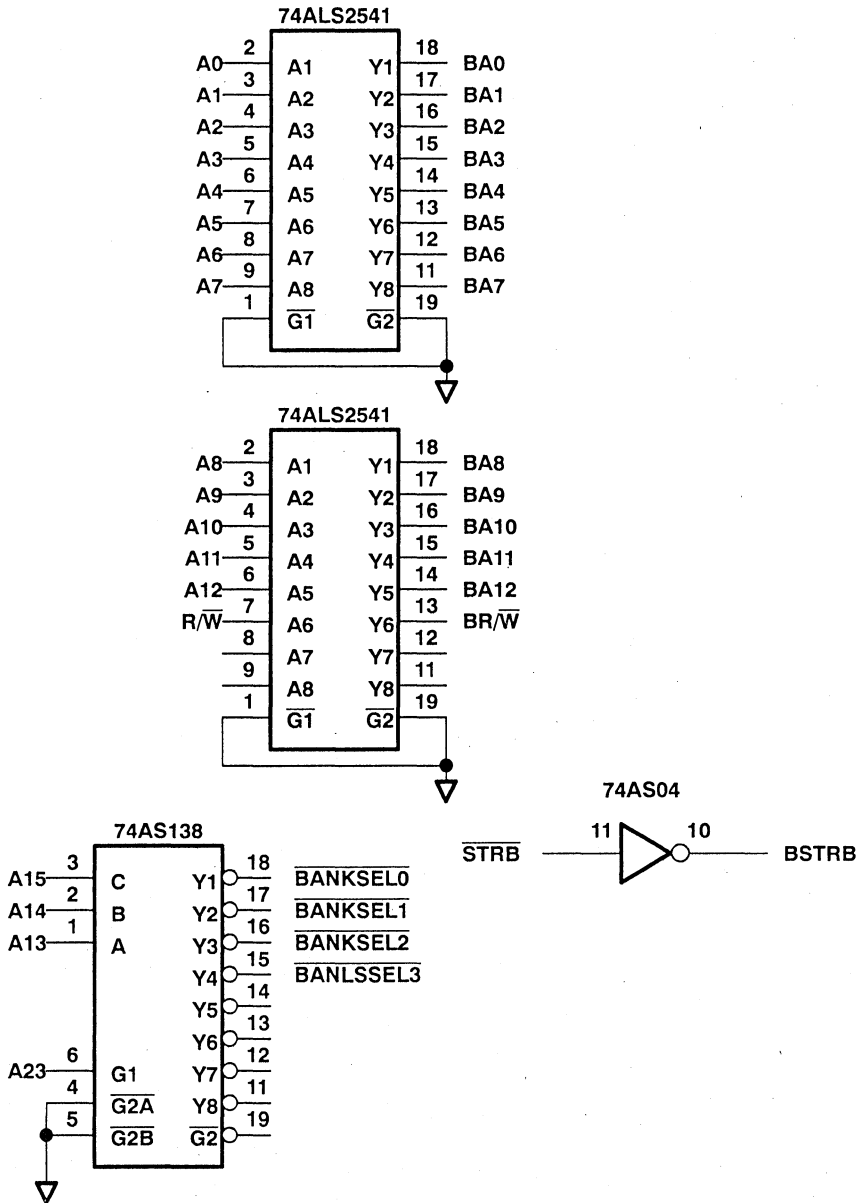 74ALS2541
A0 2 A1 Y1 18 BA0
A1 3 A2 Y2 17 BA1
A2 4 A3 Y3 16 BA2
A3 5 A4 Y4 15 BA3
A4 6 A5 Y5 14 BA4
A5 7 A6 Y6 13 BA5
A6 8 A7 Y7 12 BA6
A7 9 A8 Y8 11 BA7
1 G1 G2 19
74ALS2541
A8 2 A1 Y1 18 BA8
A9 3 A2 Y2 17 BA9
A10 4 A3 Y3 16 BA10
A11 5 A4 Y4 15 BA11
A12 6 A5 Y5 14 BA12
R/W 7 A6 Y6 13 BR/W
8 A7 Y7 12
9 A8 Y8 11
1 G1 G2 19
74AS138
A15 3 C Y1 18 BANKSEL0
A14 2 B Y2 17 BANKSEL1
A13 1 A Y3 16 BANKSEL2
Y4 15 BANLSSEL3
Y5 14
Y6 13
A23 6 G1 Y7 12
4 G2A Y8 11
5 G2B G2 19
74AS04
STRB 11 10 BSTRB